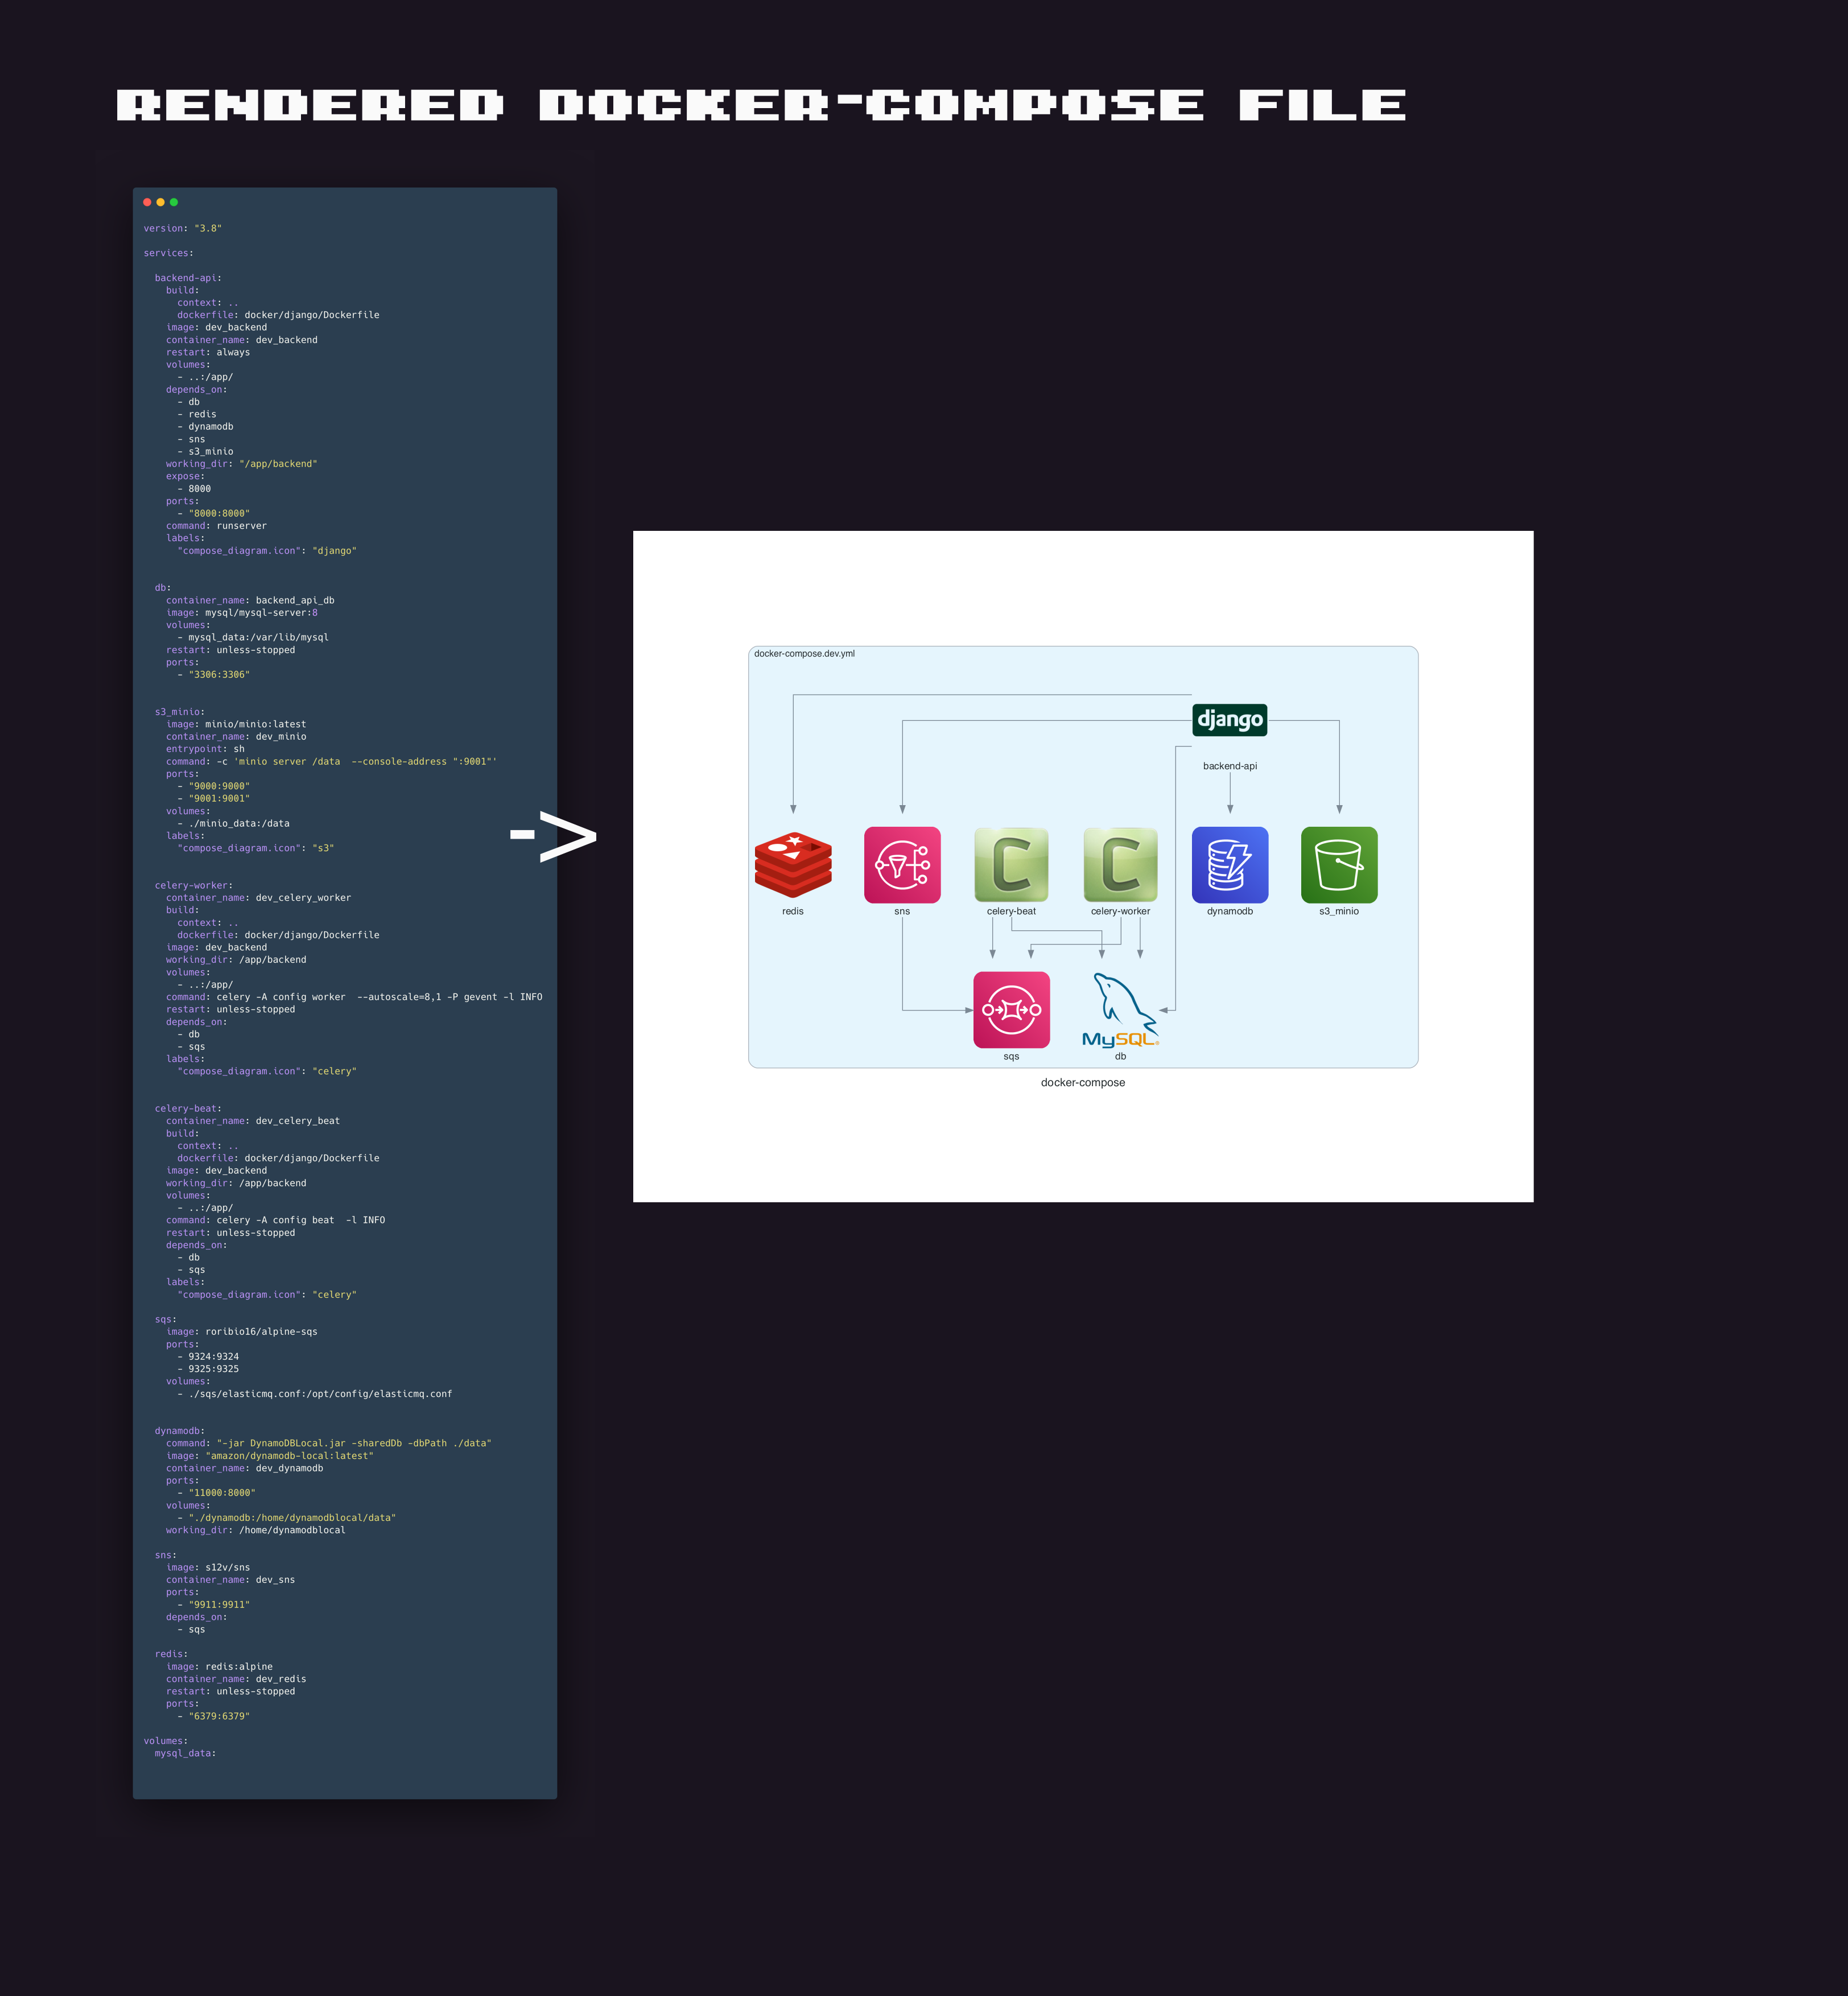 RENDERED DOCKER-COMPOSE FILE
version: "3.8"
services:
  backend-api:
    build:
      context: ..
      dockerfile: docker/django/Dockerfile
    image: dev_backend
    container_name: dev_backend
    restart: always
    volumes:
      - ..:/app/
    depends_on:
      - db
      - redis
      - dynamodb
      - sns
      - s3_minio
    working_dir: "/app/backend"
    expose:
      - 8000
    ports:
      - "8000:8000"
    command: runserver
    labels:
      "compose_diagram.icon": "django"
  db:
    container_name: backend_api_db
    image: mysql/mysql-server:8
    volumes:
      - mysql_data:/var/lib/mysql
    restart: unless-stopped
    ports:
      - "3306:3306"
  s3_minio:
    image: minio/minio:latest
    container_name: dev_minio
    entrypoint: sh
    command: -c 'minio server /data  --console-address ":9001"'
    ports:
      - "9000:9000"
      - "9001:9001"
    volumes:
      - ./minio_data:/data
    labels:
      "compose_diagram.icon": "s3"
  celery-worker:
    container_name: dev_celery_worker
    build:
      context: ..
      dockerfile: docker/django/Dockerfile
    image: dev_backend
    working_dir: /app/backend
    volumes:
      - ..:/app/
    command: celery -A config worker  --autoscale=8,1 -P gevent -l INFO
    restart: unless-stopped
    depends_on:
      - db
      - sqs
    labels:
      "compose_diagram.icon": "celery"
  celery-beat:
    container_name: dev_celery_beat
    build:
      context: ..
      dockerfile: docker/django/Dockerfile
    image: dev_backend
    working_dir: /app/backend
    volumes:
      - ..:/app/
    command: celery -A config beat  -l INFO
    restart: unless-stopped
    depends_on:
      - db
      - sqs
    labels:
      "compose_diagram.icon": "celery"
  sqs:
    image: roribio16/alpine-sqs
    ports:
      - 9324:9324
      - 9325:9325
    volumes:
      - ./sqs/elasticmq.conf:/opt/config/elasticmq.conf
  dynamodb:
    command: "-jar DynamoDBLocal.jar -sharedDb -dbPath ./data"
    image: "amazon/dynamodb-local:latest"
    container_name: dev_dynamodb
    ports:
      - "11000:8000"
    volumes:
      - "./dynamodb:/home/dynamodblocal/data"
    working_dir: /home/dynamodblocal
  sns:
    image: s12v/sns
    container_name: dev_sns
    ports:
      - "9911:9911"
    depends_on:
      - sqs
  redis:
    image: redis:alpine
    container_name: dev_redis
    restart: unless-stopped
    ports:
      - "6379:6379"
volumes:
  mysql_data:
->
docker-compose.dev.yml
django
backend-api
C C
redis sns celery-beat celery-worker dynamodb s3_minio
MySQL®
sqs db
docker-compose